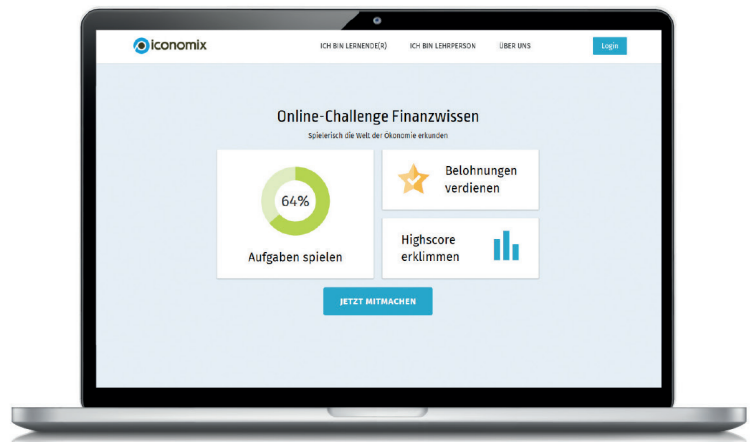 iconomix
ICH BIN LERNENDE(R) ICH BIN LEHRPERSON ÜBER UNS Login
Online-Challenge Finanzwissen
Spielerisch die Welt der Ökonomie erkunden
64%
Aufgaben spielen
Belohnungen
verdienen
Highscore
erklimmen
JETZT MITMACHEN